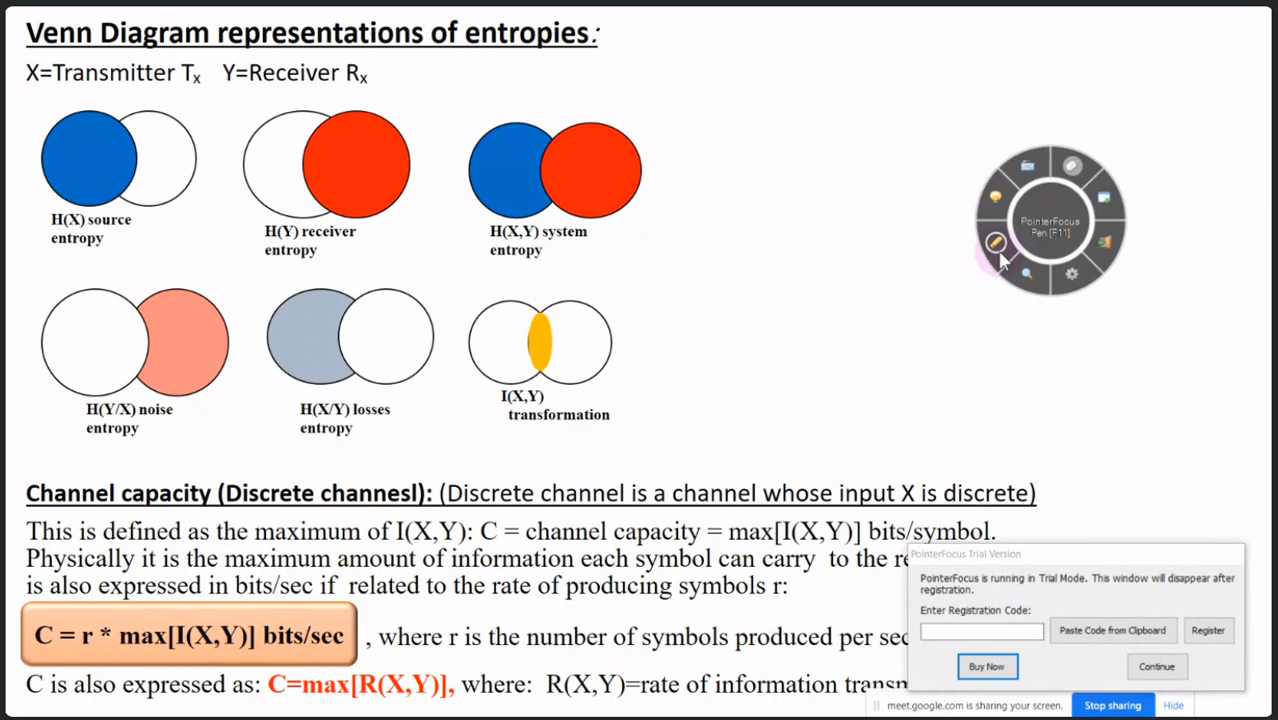 Venn Diagram representations of entropies:
X=Transmitter Tx Y=Receiver Rx
H(X) source
entropy
H(Y) receiver
entropy
H(X,Y) system
entropy
H(Y/X) noise
entropy
H(X/Y) losses
entropy
I(X,Y)
transformation
PointerFocus
Pen [F11]
Channel capacity (Discrete channesl): (Discrete channel is a channel whose input X is discrete)
This is defined as the maximum of I(X,Y): C = channel capacity = max[I(X,Y)] bits/symbol.
Physically it is the maximum amount of information each symbol can carry to the re
is also expressed in bits/sec if related to the rate of producing symbols r:
C = r * max[I(X,Y)] bits/sec , where r is the number of symbols produced per sec
C is also expressed as: C=max[R(X,Y)], where: R(X,Y)=rate of information transm
PointerFocus Trial Version
PointerFocus is running in Trial Mode. This window will disappear after
registration.
Enter Registration Code:
Paste Code from Clipboard Register
Buy Now Continue
meet.google.com is sharing your screen. Stop sharing Hide